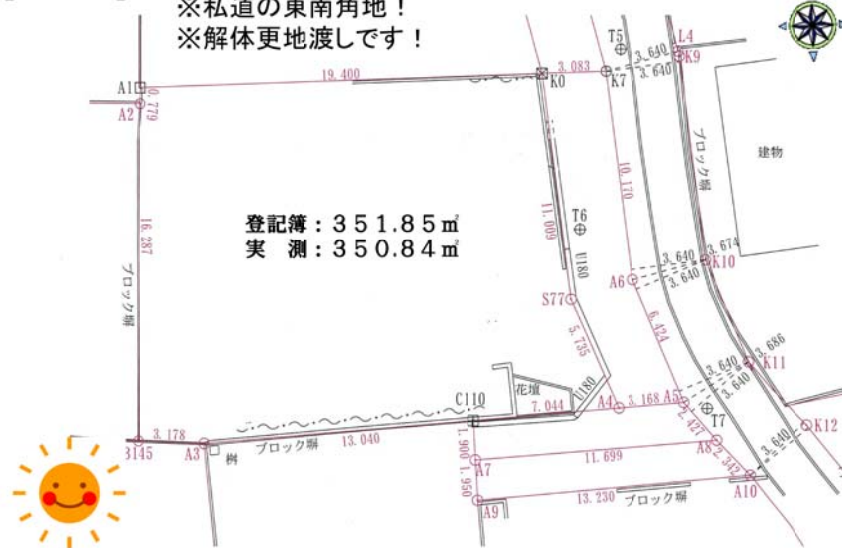 ※私道の東南角地！
※解体更地渡しです！
T5
L4
3.640
K9
3.640
19.400
3.083
K0
K7
A1
0.779
A2
ブロック塀
建物
10.170
16.287
登記簿：351.85㎡
実　測：350.84㎡
11.009
T6
U180
3.674
3.640
K10
A6
3.640
ブロック塀
S77
6.424
5.735
3.686
3.640
K11
3.640
花壇
U180
C110
7.044
A4
3.168
A5
T7
2.421
K12
3.178
13.040
ブロック塀
A3
桝
1.900
A7
11.699
A8
2.342
3.640
1.950
A9
13.230
ブロック塀
A10